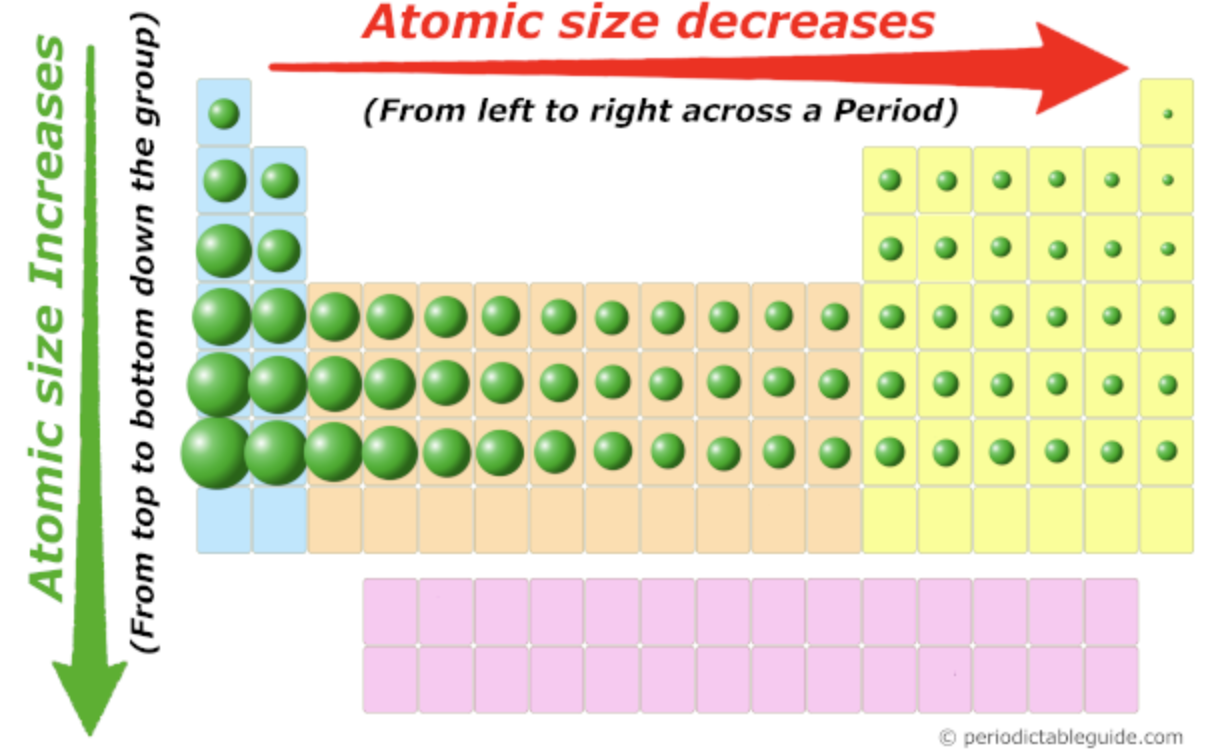 Atomic size decreases
(From left to right across a Period)
Atomic size Increases
(From top to bottom down the group)
© periodictableguide.com